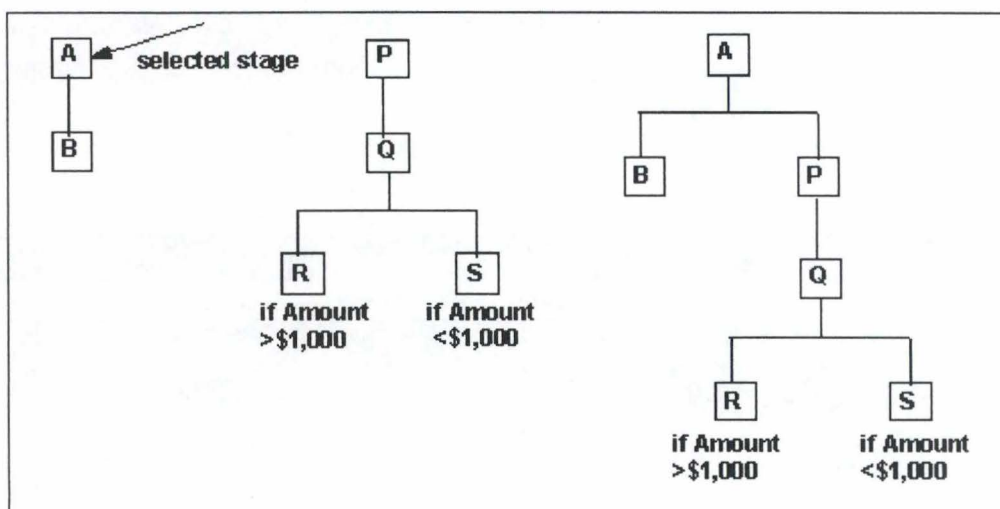 A
selected stage
B
P
Q
R
S
if Amount
>$1,000
if Amount
<$1,000
A
B
P
Q
R
S
if Amount
>$1,000
if Amount
<$1,000